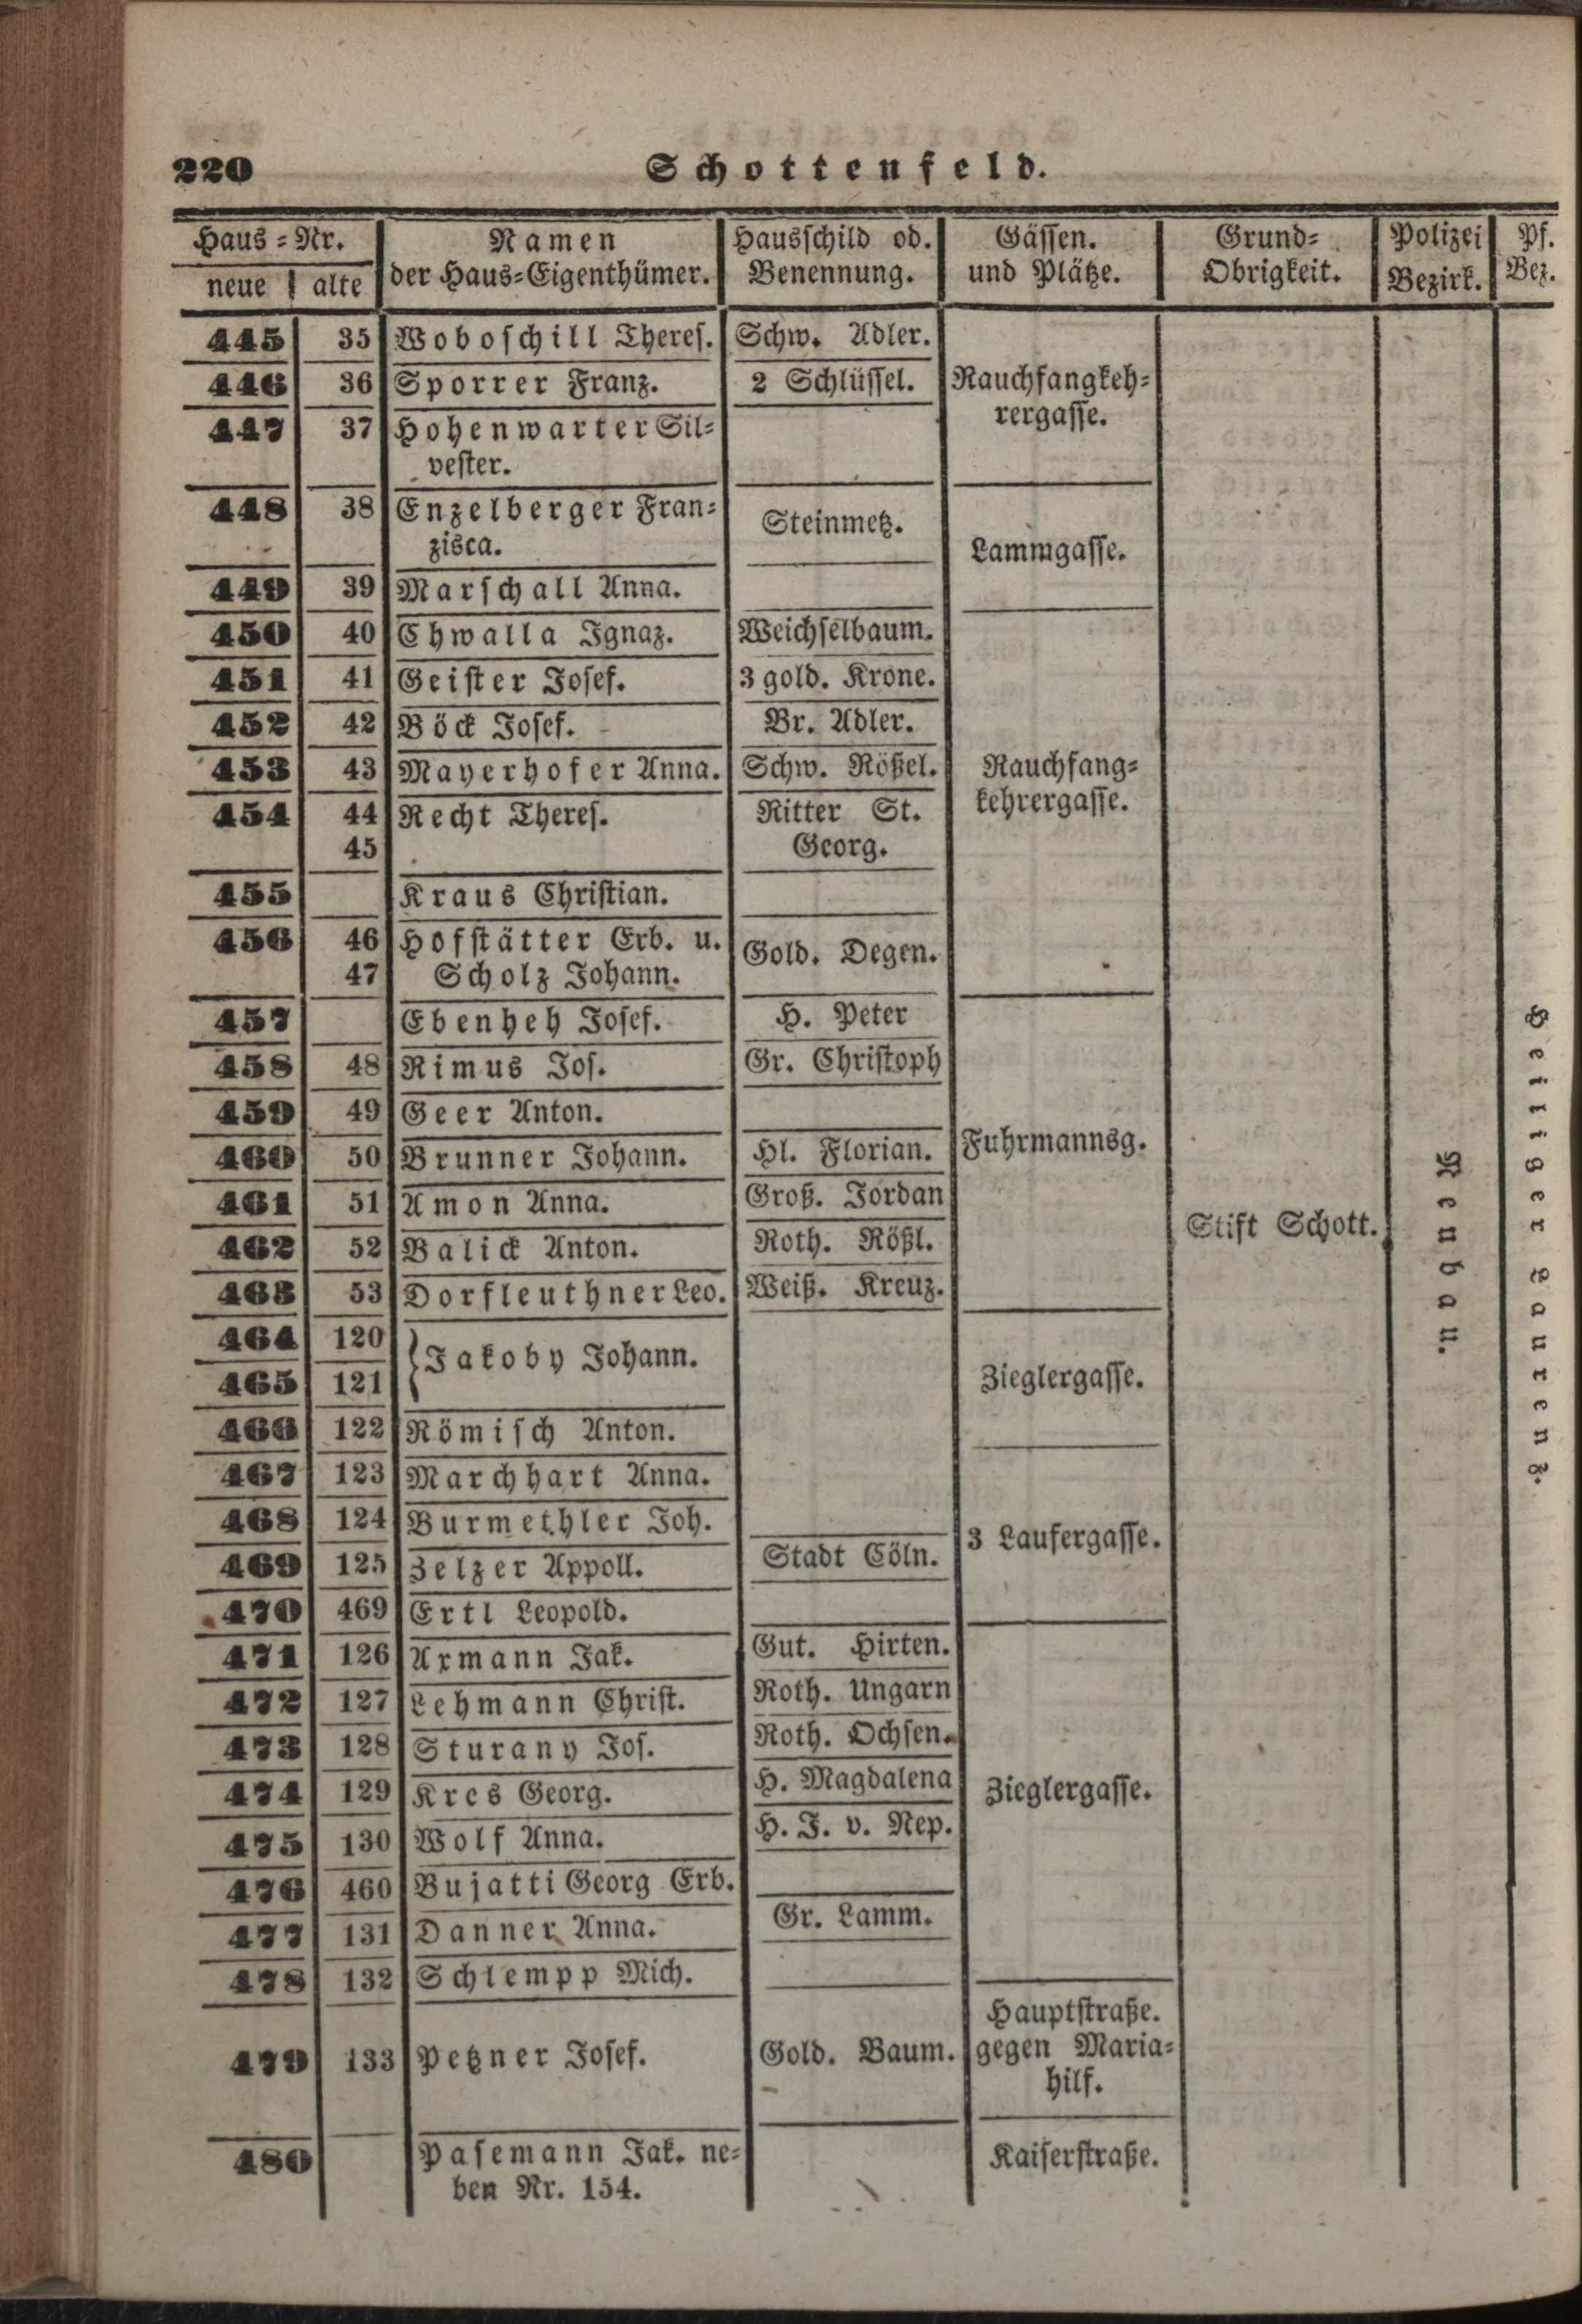 220
Schottenfeld.
Haus=Nr. Namen Hausschild od. Gässen. Grund= Polizei Pf.
neue alte der Haus=Eigenthümer. Benennung. und Plätze. Obrigkeit. Bezirk. Bez.
445 35 Woboschill Theres. Schw. Adler.
446 36 Sporrer Franz. 2 Schlüssel. Rauchfangkeh=
rergasse.
447 37 Hohenwarter Sil=
vester.
448 38 Enzelberger Fran= Steinmetz.
zisca. Lammgasse.
449 39 Marschall Anna.
450 40 Chwalla Ignaz. Weichselbaum.
451 41 Geister Josef. 3 gold. Krone.
452 42 Böck Josef. Br. Adler.
453 43 Mayerhofer Anna. Schw. Rößel. Rauchfang=
454 44 Recht Theres. Ritter St. kehrergasse.
45 Georg.
455 Kraus Christian.
456 46 Hofstätter Erb. u. Gold. Degen.
47 Scholz Johann.
457 Ebenheh Josef. H. Peter
458 48 Rimus Jos. Gr. Christoph
459 49 Geer Anton.
460 50 Brunner Johann. Hl. Florian. Fuhrmannsg.
461 51 Amon Anna. Groß. Jordan
462 52 Balick Anton. Roth. Rößl. Stift Schott. Neubau. Heiliger Laurenz.
463 53 Dorfleuthner Leo. Weiß. Kreuz.
464 120 Jakoby Johann.
465 121 Zieglergasse.
466 122 Römisch Anton.
467 123 Marchhart Anna.
468 124 Burmethler Joh. 3 Laufergasse.
469 125 Zelzer Appoll. Stadt Cöln.
470 469 Ertl Leopold.
471 126 Axmann Jak. Gut. Hirten.
472 127 Lehmann Christ. Roth. Ungarn
473 128 Sturany Jos. Roth. Ochsen.
474 129 Kres Georg. H. Magdalena Zieglergasse.
475 130 Wolf Anna. H. J. v. Nep.
476 460 Bujatti Georg Erb.
477 131 Danner Anna. Gr. Lamm.
478 132 Schlempp Mich.
Hauptstraße.
479 133 Petzner Josef. Gold. Baum. gegen Maria=
hilf.
480 Pasemann Jak. ne= Kaiserstraße.
ben Nr. 154.